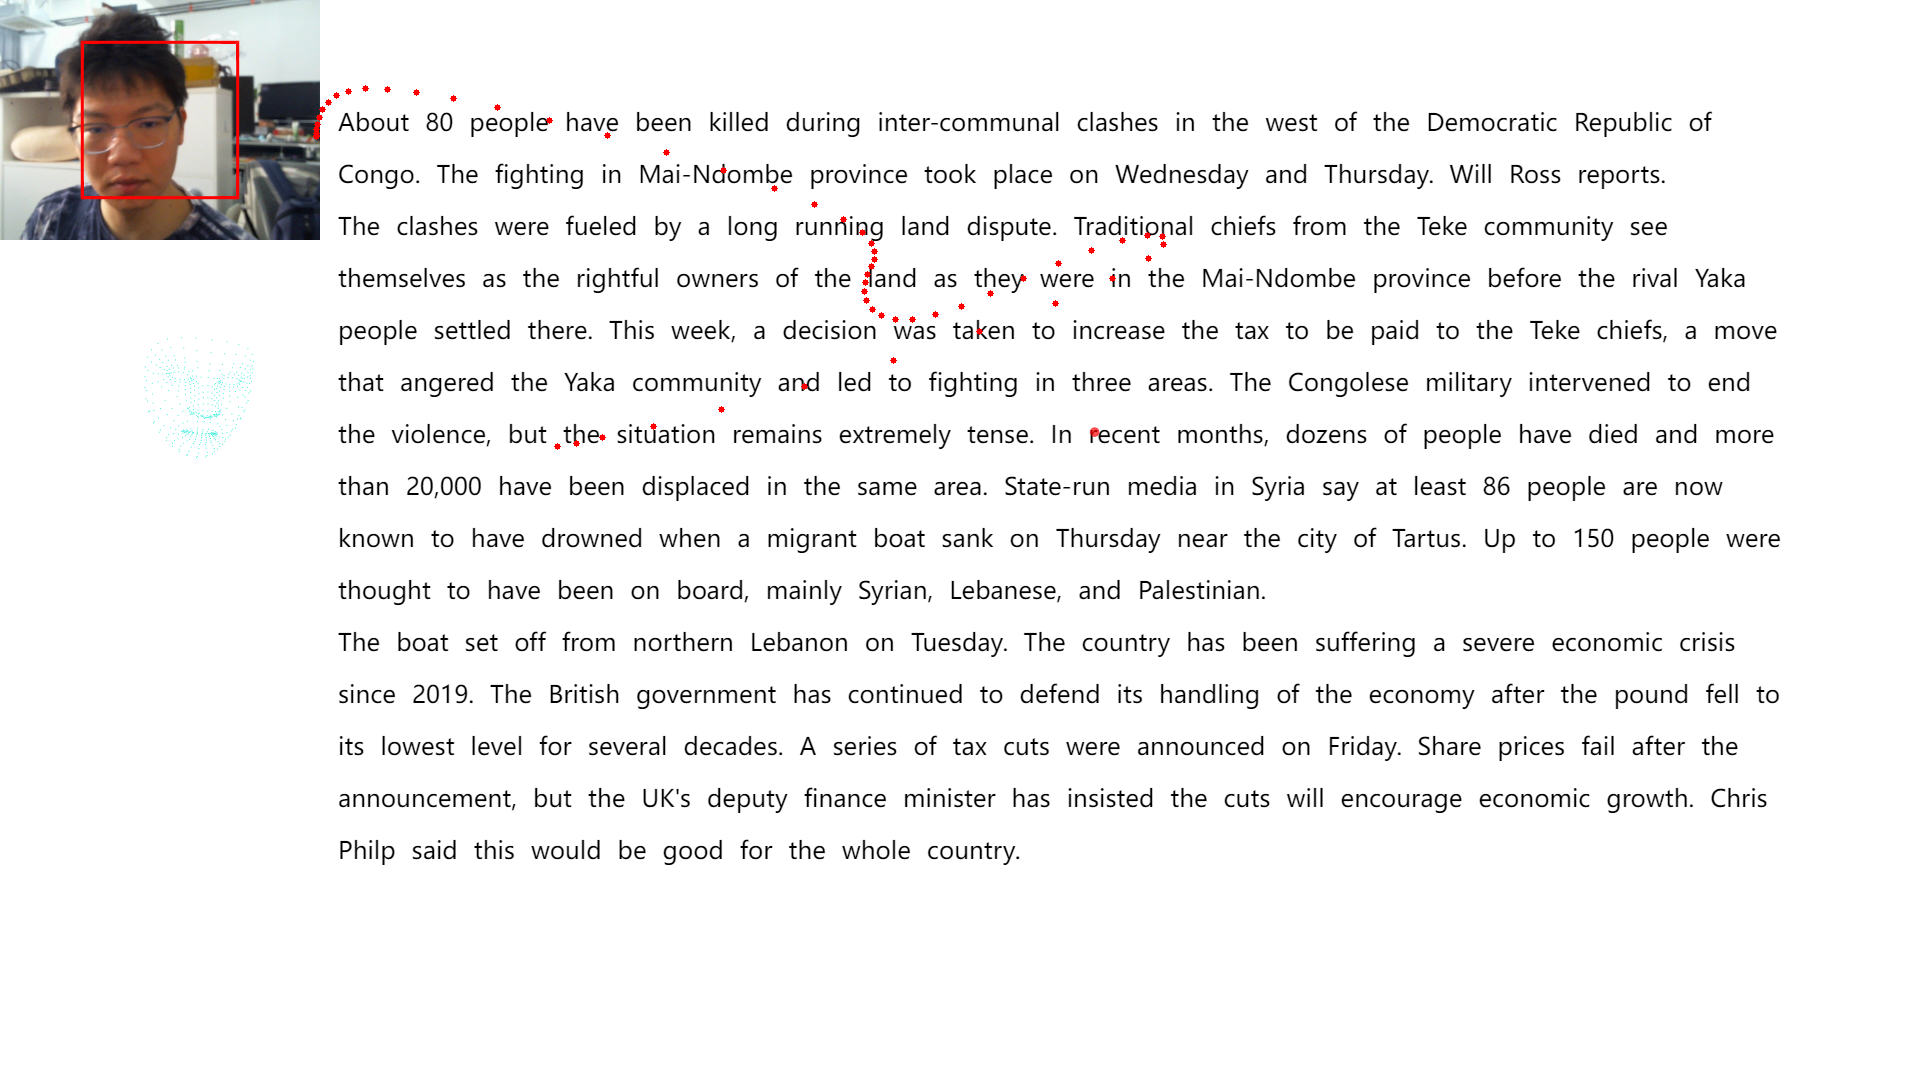 About 80 people have been killed during inter-communal clashes in the west of the Democratic Republic of
Congo. The fighting in Mai-Ndombe province took place on Wednesday and Thursday. Will Ross reports.
The clashes were fueled by a long running land dispute. Traditional chiefs from the Teke community see
themselves as the rightful owners of the land as they were in the Mai-Ndombe province before the rival Yaka
people settled there. This week, a decision was taken to increase the tax to be paid to the Teke chiefs, a move
that angered the Yaka community and led to fighting in three areas. The Congolese military intervened to end
the violence, but the situation remains extremely tense. In recent months, dozens of people have died and more
than 20,000 have been displaced in the same area. State-run media in Syria say at least 86 people are now
known to have drowned when a migrant boat sank on Thursday near the city of Tartus. Up to 150 people were
thought to have been on board, mainly Syrian, Lebanese, and Palestinian.
The boat set off from northern Lebanon on Tuesday. The country has been suffering a severe economic crisis
since 2019. The British government has continued to defend its handling of the economy after the pound fell to
its lowest level for several decades. A series of tax cuts were announced on Friday. Share prices fail after the
announcement, but the UK's deputy finance minister has insisted the cuts will encourage economic growth. Chris
Philp said this would be good for the whole country.